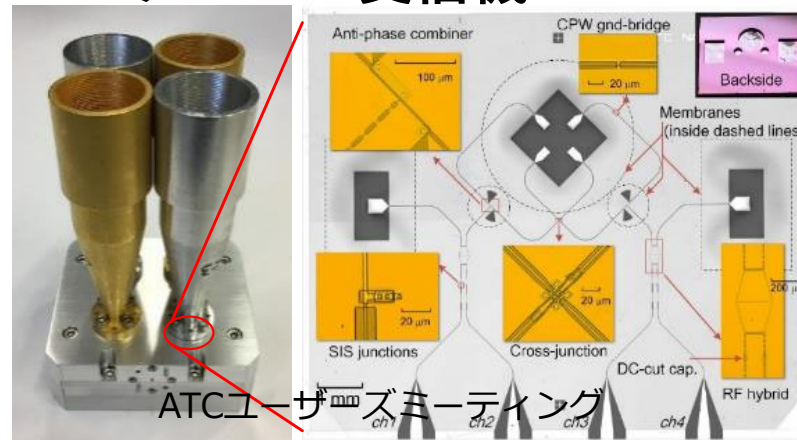 Anti-phase combiner
100 μm
CPW gnd-bridge
20 μm
Backside
Membranes
(inside dashed lines
20 μm
SIS junctions
20 μm
Cross-junction
200 μ
DC-cut cap.
RF hybrid
1 mm
ATCユーザーズミーティング
ch1
ch2
ch3
ch4